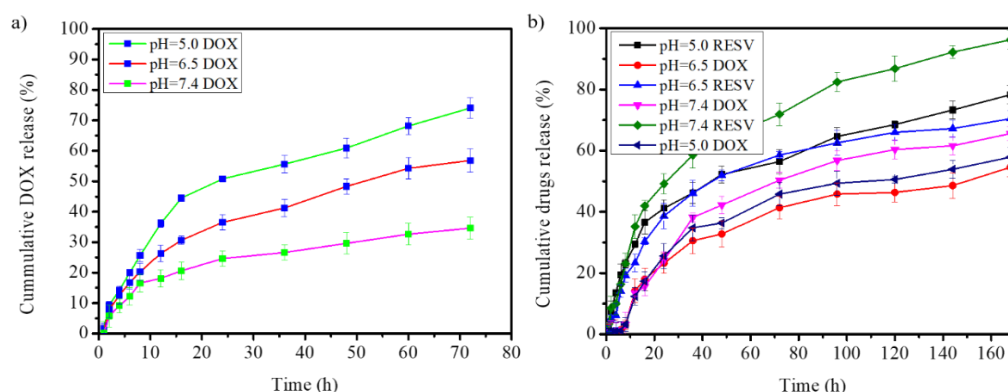 a)
Cummulative DOX release (%)
100
90
80
70
60
50
40
30
20
10
0
pH=5.0 DOX
pH=6.5 DOX
pH=7.4 DOX
0 10 20 30 40 50 60 70 80
Time (h)
b)
Cumulative drugs release (%)
100
80
60
40
20
0
pH=5.0 RESV
pH=6.5 DOX
pH=6.5 RESV
pH=7.4 DOX
pH=7.4 RESV
pH=5.0 DOX
0 20 40 60 80 100 120 140 160
Time (h)